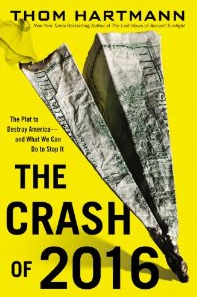 THOM HARTMANN
New York Times Bestselling Author of The Last Hours of Ancient Sunlight
The Plot to
Destroy America—
and What We Can
Do to Stop It
THE
CRASH
OF 2016